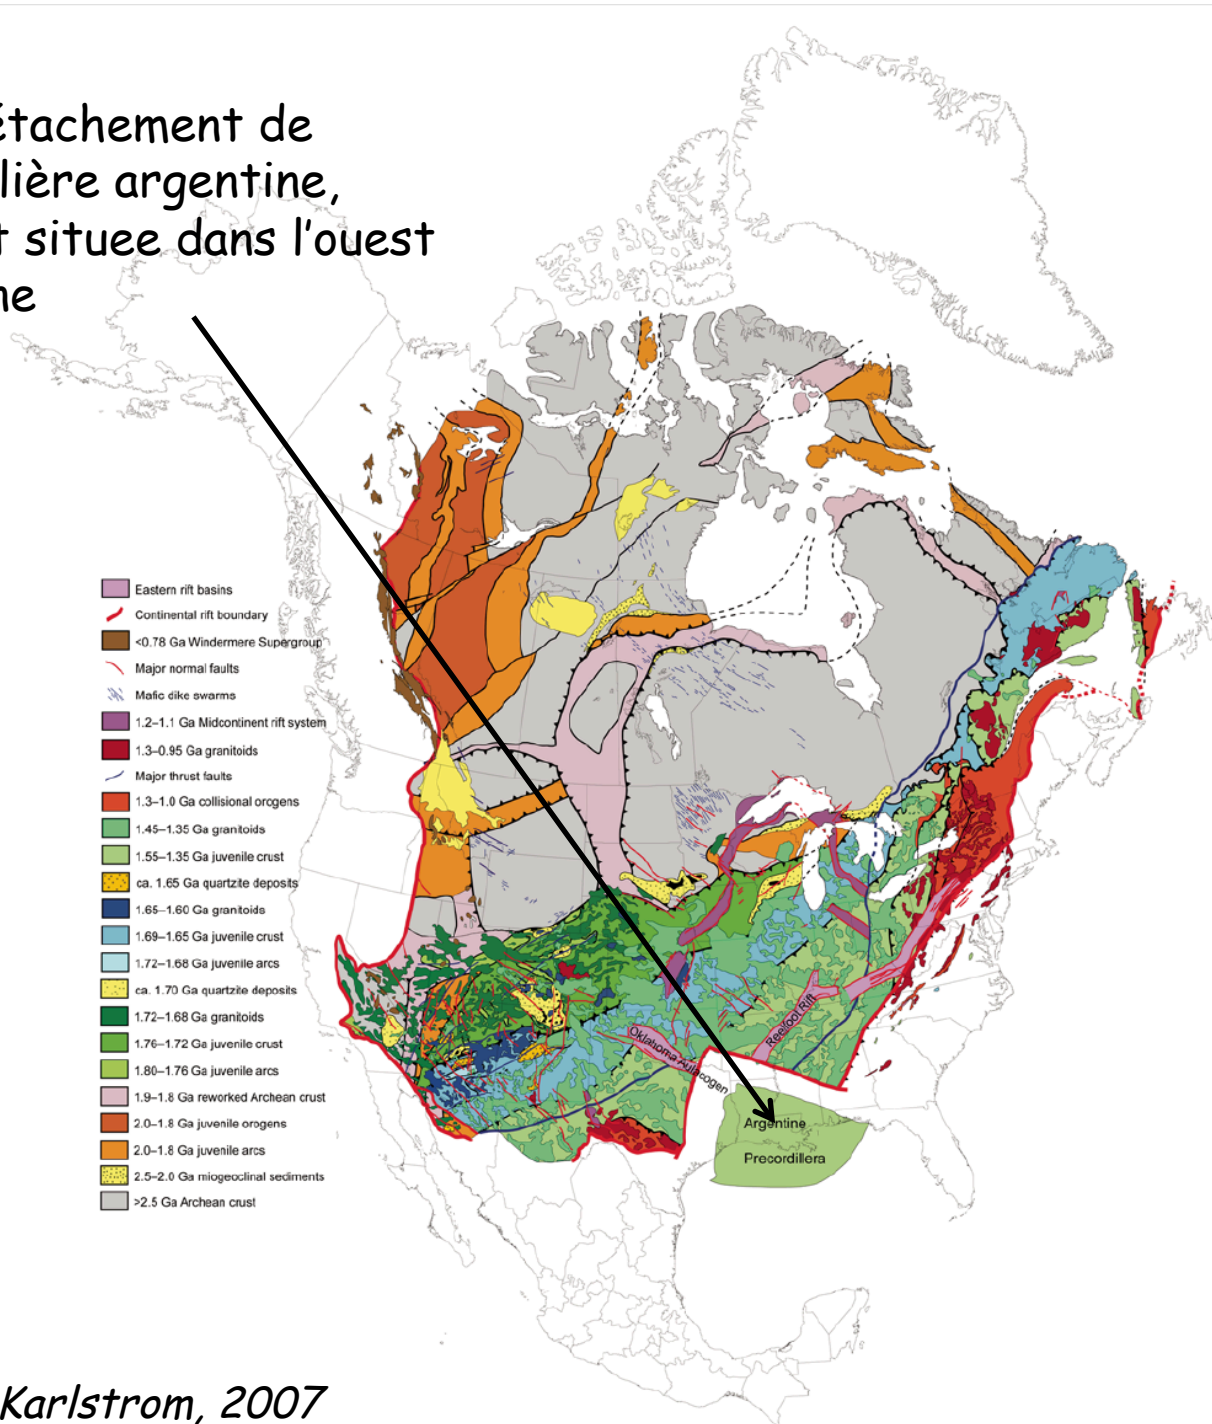 étachement de
lière argentine,
t situee dans l'ouest
ne
Eastern rift basins
Continental rift boundary
<0.78 Ga Windermere Supergroup
Major normal faults
Mafic dike swarms
1.2–1.1 Ga Midcontinent rift system
1.3–0.95 Ga granitoids
Major thrust faults
1.3–1.0 Ga collisional orogens
1.45–1.35 Ga granitoids
1.55–1.35 Ga juvenile crust
ca. 1.65 Ga quartzite deposits
1.65–1.60 Ga granitoids
1.69–1.65 Ga juvenile crust
1.72–1.68 Ga juvenile arcs
ca. 1.70 Ga quartzite deposits
1.72–1.68 Ga granitoids
1.76–1.72 Ga juvenile crust
1.80–1.76 Ga juvenile arcs
1.9–1.8 Ga reworked Archean crust
2.0–1.8 Ga juvenile orogens
2.0–1.8 Ga juvenile arcs
2.5–2.0 Ga miogeoclinal sediments
>2.5 Ga Archean crust
Oklahoma Aulacogen
Reelfoot Rift
Argentine
Precordillera
Karlstrom, 2007